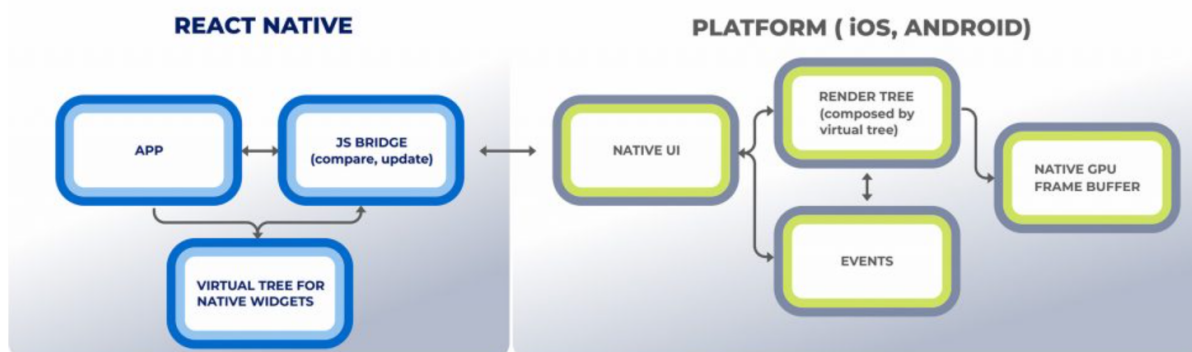 REACT NATIVE
APP
JS BRIDGE
(compare, update)
VIRTUAL TREE FOR
NATIVE WIDGETS
PLATFORM ( iOS, ANDROID)
NATIVE UI
RENDER TREE
(composed by
virtual tree)
EVENTS
NATIVE GPU
FRAME BUFFER